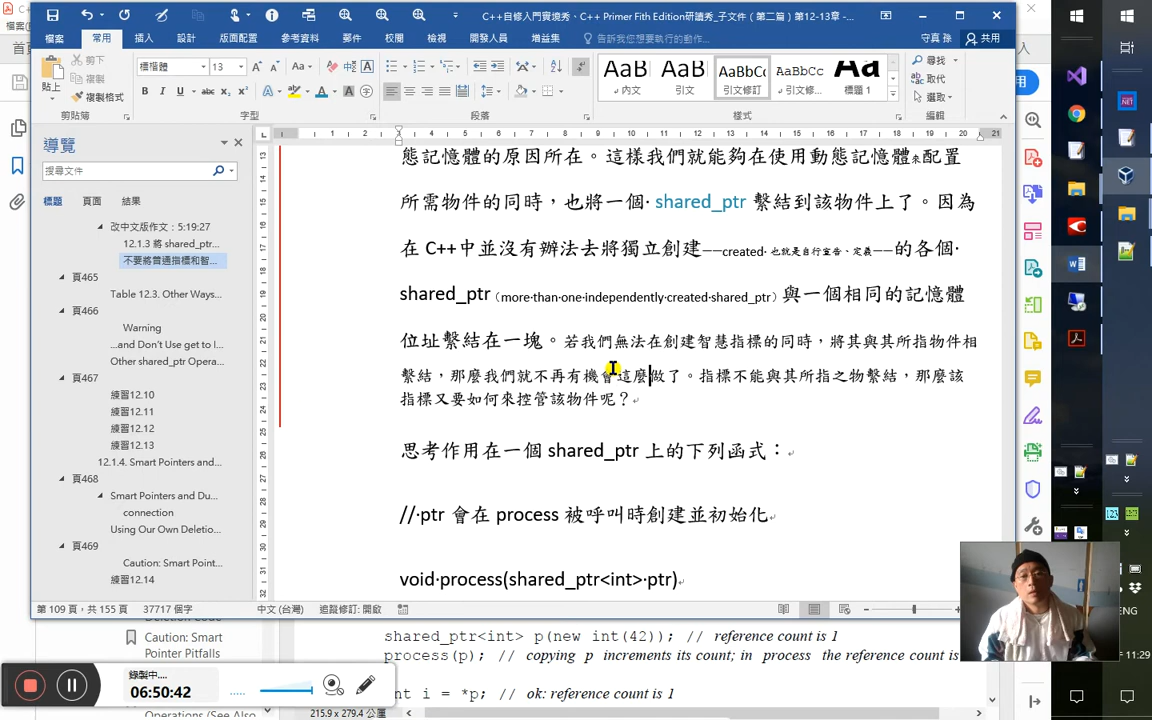 C++自修入門實境秀、C++ Primer Fith Edition研讀秀_子文件（第二篇）第12-13章 -...
檔案
常用
插入
設計
版面配置
參考資料
郵件
校閱
檢視
開發人員
增益集
告訴我您想要執行的動作...
守真 孫
共用
貼上
剪下
複製
複製格式
剪貼簿
標楷體
13
字型
段落
AaBb
內文
AaBb
引文
AaBbCc
引文修訂
AaBbCc
引文修...
AaBb
標題 1
樣式
尋找
取代
選取
編輯
導覽
搜尋文件
標題
頁面
結果
改中文版作文：5:19:27
12.1.3 將 shared_ptr...
不要將普通指標和智...
頁465
Table 12.3. Other Ways...
頁466
Warning
...and Don't Use get to I...
Other shared_ptr Opera...
頁467
練習12.10
練習12.11
練習12.12
練習12.13
12.1.4. Smart Pointers and...
頁468
Smart Pointers and Du...
connection
Using Our Own Deletio...
頁469
Caution: Smart Point...
練習12.14
態記憶體的原因所在。這樣我們就能夠在使用動態記憶體來配置
所需物件的同時，也將一個 shared_ptr 繫結到該物件上了。因為
在 C++中並沒有辦法去將獨立創建──created 也就是自行宣告、定義──的各個
shared_ptr（more than one independently created shared_ptr）與一個相同的記憶體
位址繫結在一塊。若我們無法在創建智慧指標的同時，將其與其所指物件相
繫結，那麼我們就不再有機會這麼做了。指標不能與其所指之物繫結，那麼該
指標又要如何來控管該物件呢？
思考作用在一個 shared_ptr 上的下列函式：
// ptr 會在 process 被呼叫時創建並初始化
void process(shared_ptr<int> ptr)
第 109 頁，共 155 頁
37717 個字
中文 (台灣)
追蹤修訂: 開啟
Caution: Smart
Pointer Pitfalls
Operations (See Also
shared_ptr<int> p(new int(42)); // reference count is 1
process(p); // copying p increments its count; in process the reference count is
int i = *p; // ok: reference count is 1
215.9 x 279.4 公釐
錄製中...
06:50:42
ENG
11:29